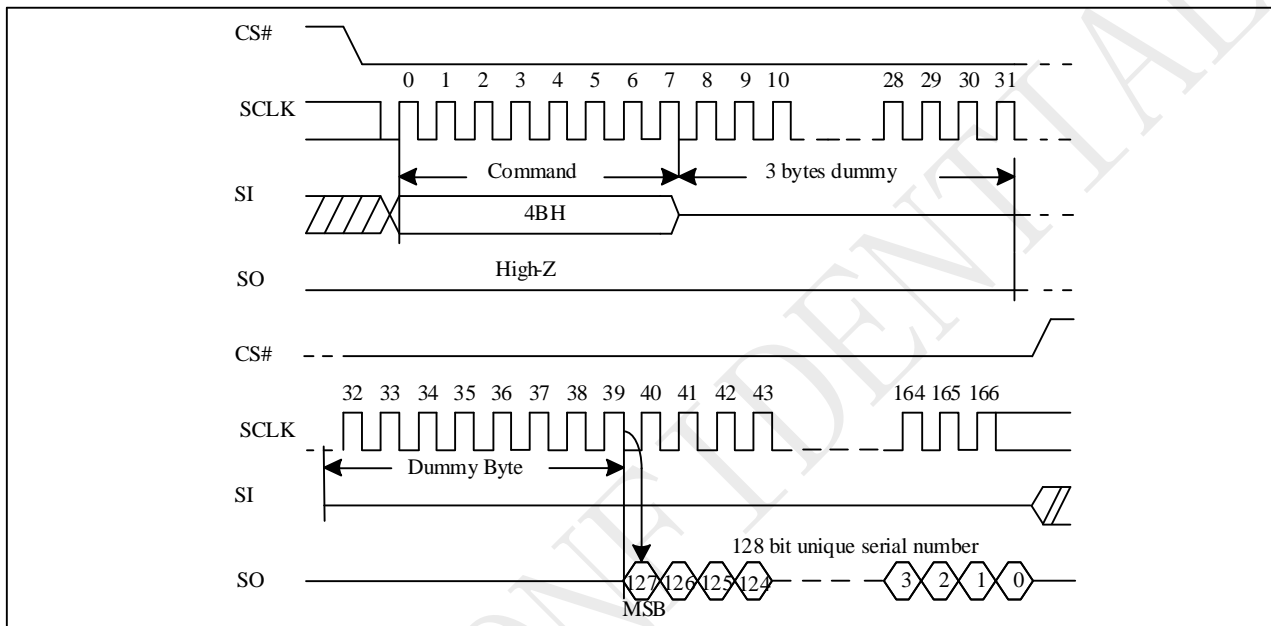 CS#
0 1 2 3 4 5 6 7 8 9 10 28 29 30 31
SCLK
Command 3 bytes dummy
SI
4BH
High-Z
SO
CS#
32 33 34 35 36 37 38 39 40 41 42 43 164 165 166
SCLK
Dummy Byte
SI
128 bit unique serial number
SO
127 126 125 124 3 2 1 0
MSB